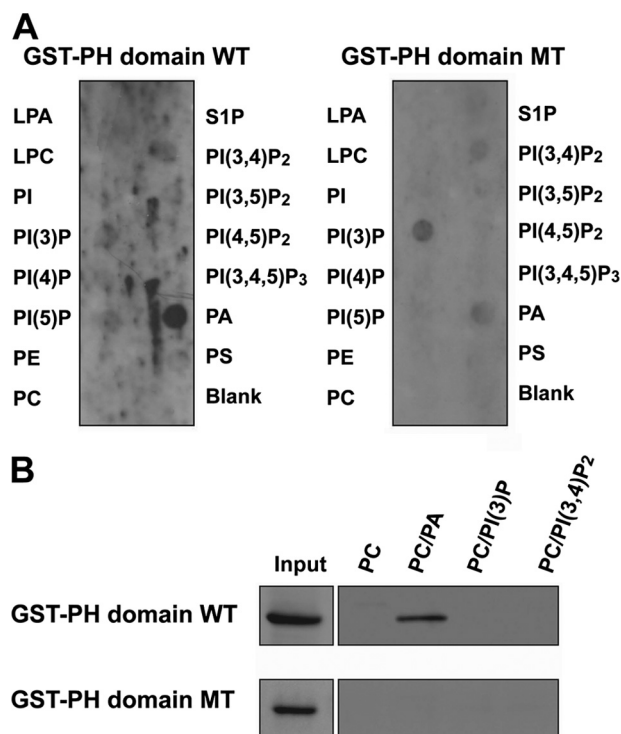 A
GST-PH domain WT
GST-PH domain MT
LPA
LPC
PI
PI(3)P
PI(4)P
PI(5)P
PE
PC
S1P
PI(3,4)P2
PI(3,5)P2
PI(4,5)P2
PI(3,4,5)P3
PA
PS
Blank
LPA
LPC
PI
PI(3)P
PI(4)P
PI(5)P
PE
PC
S1P
PI(3,4)P2
PI(3,5)P2
PI(4,5)P2
PI(3,4,5)P3
PA
PS
Blank
B
Input
PC
PC/PA
PC/PI(3)P
PC/PI(3,4)P2
GST-PH domain WT
GST-PH domain MT